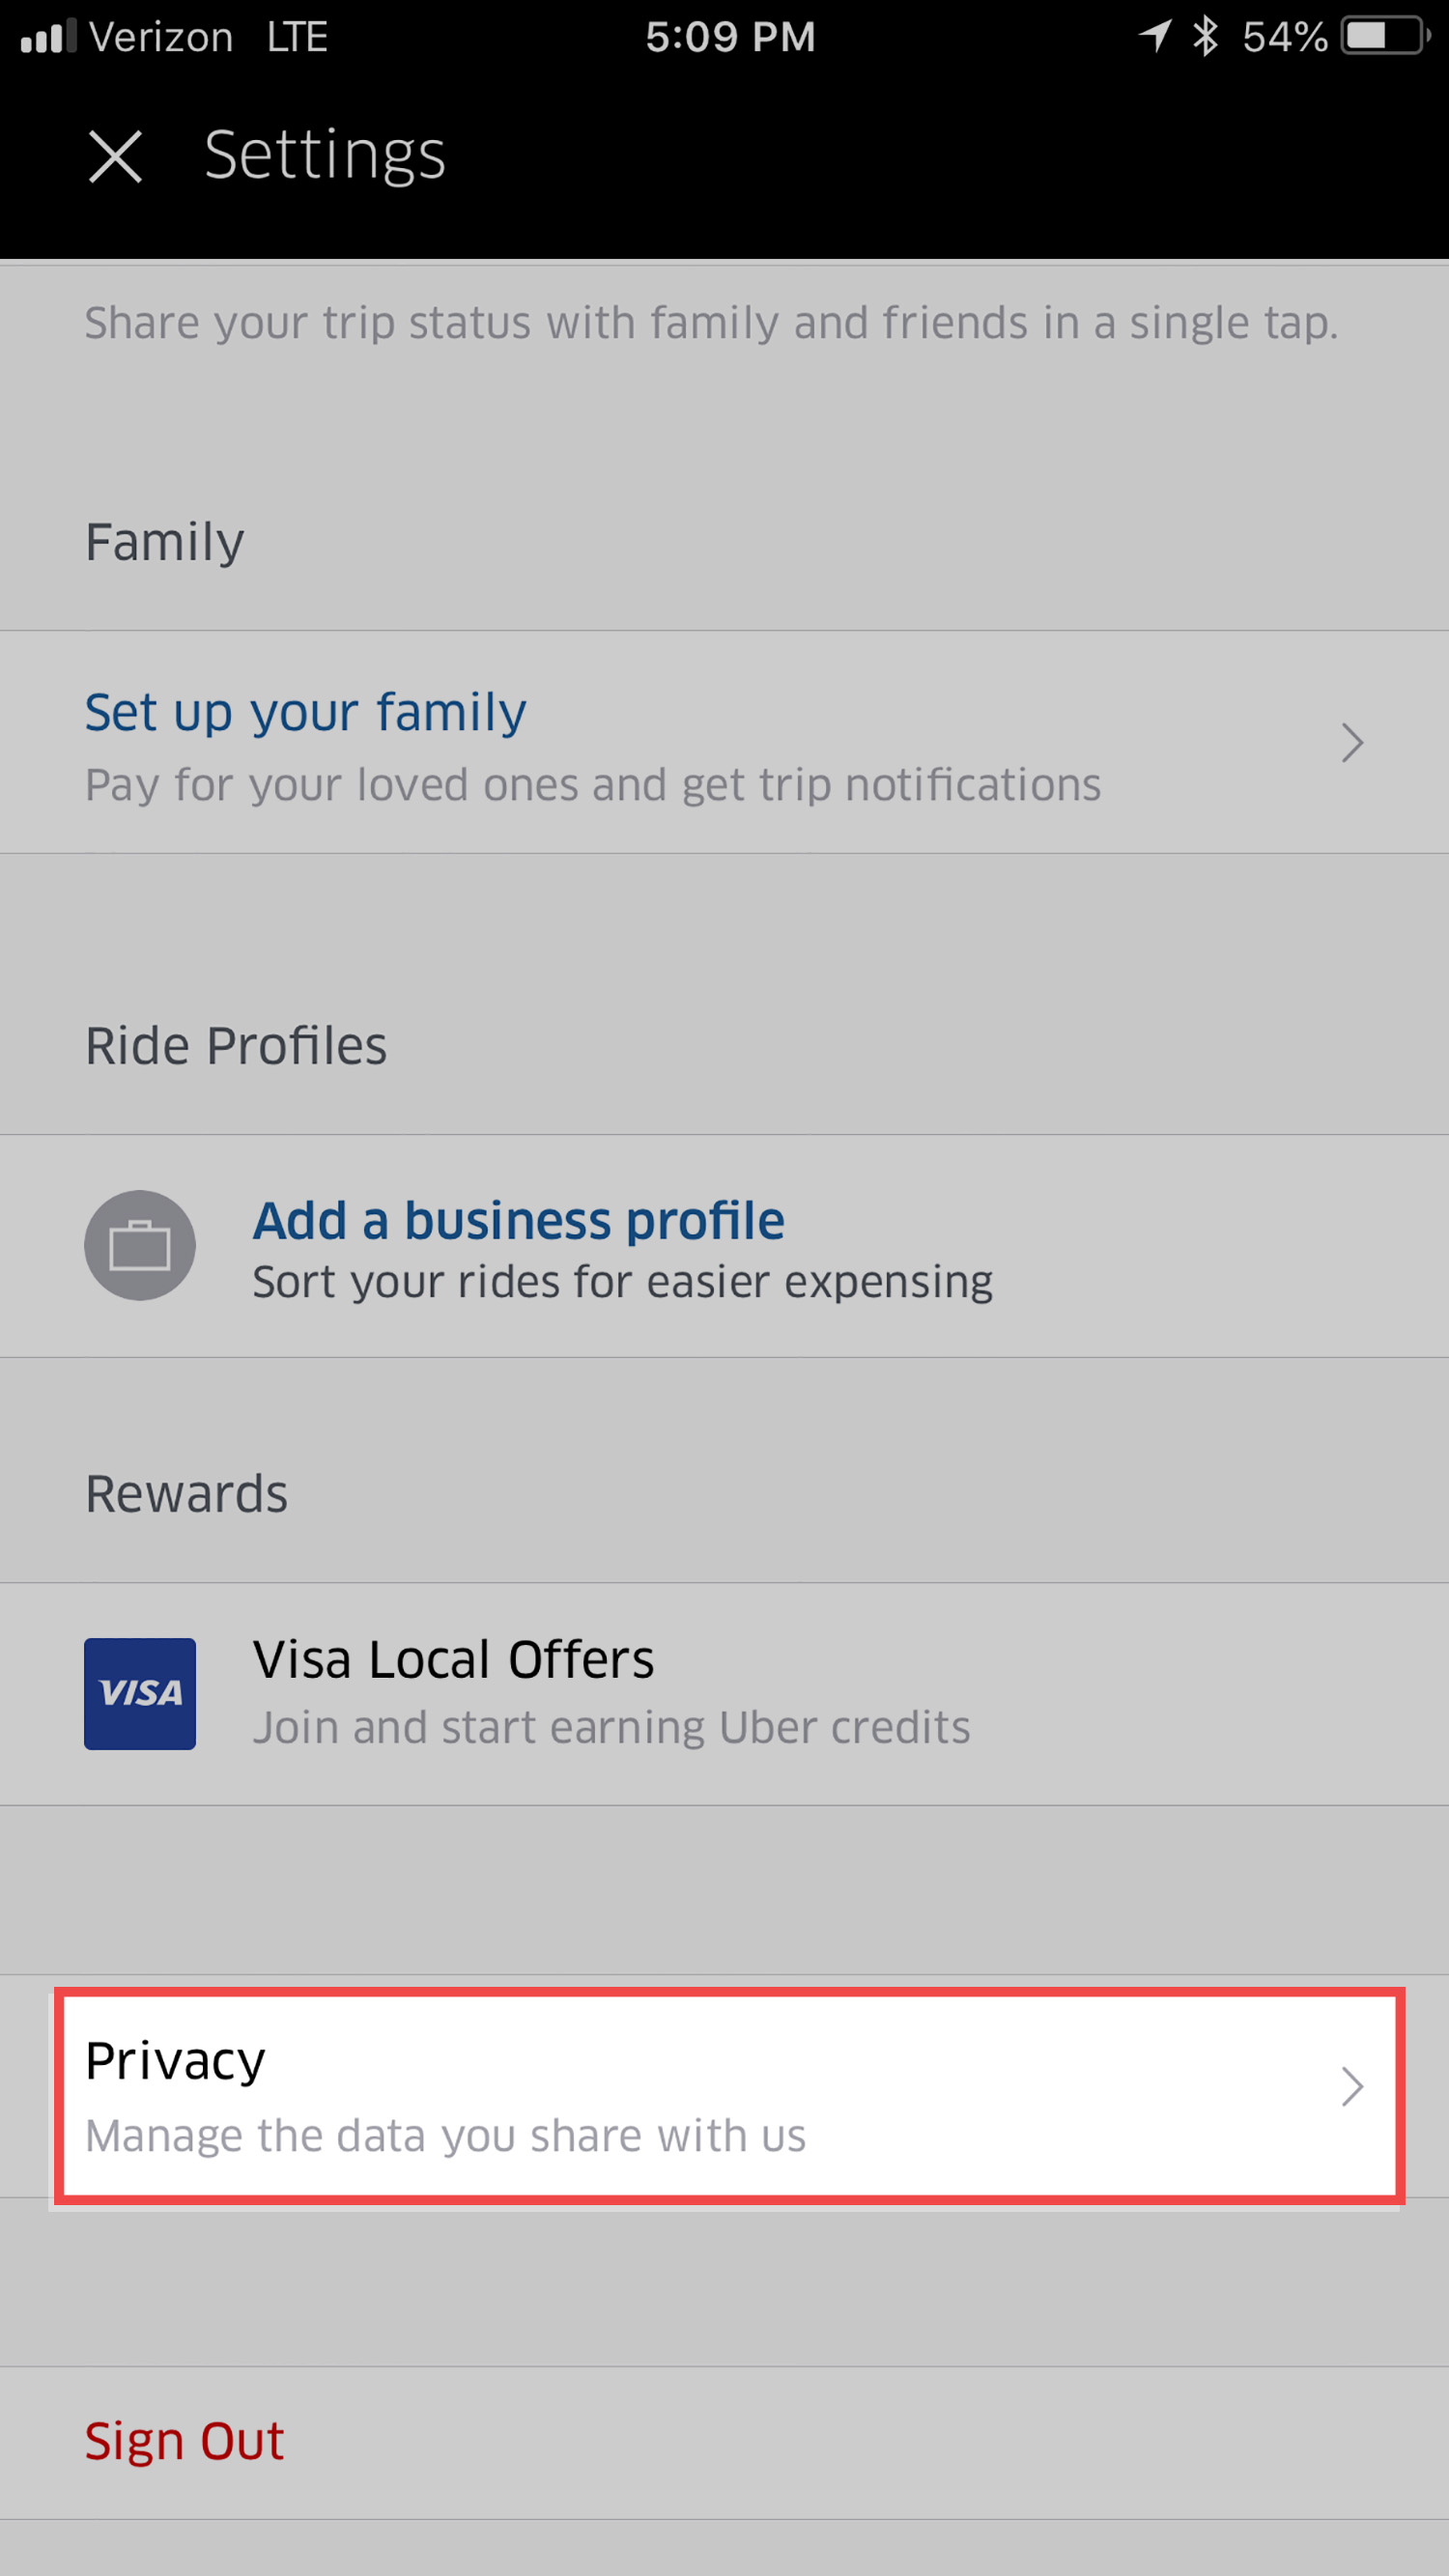 Verizon LTE 5:09 PM 54%
Settings
Share your trip status with family and friends in a single tap.
Family
Set up your family
Pay for your loved ones and get trip notifications
Ride Profiles
Add a business profile
Sort your rides for easier expensing
Rewards
VISA
Visa Local Offers
Join and start earning Uber credits
Privacy
Manage the data you share with us
Sign Out